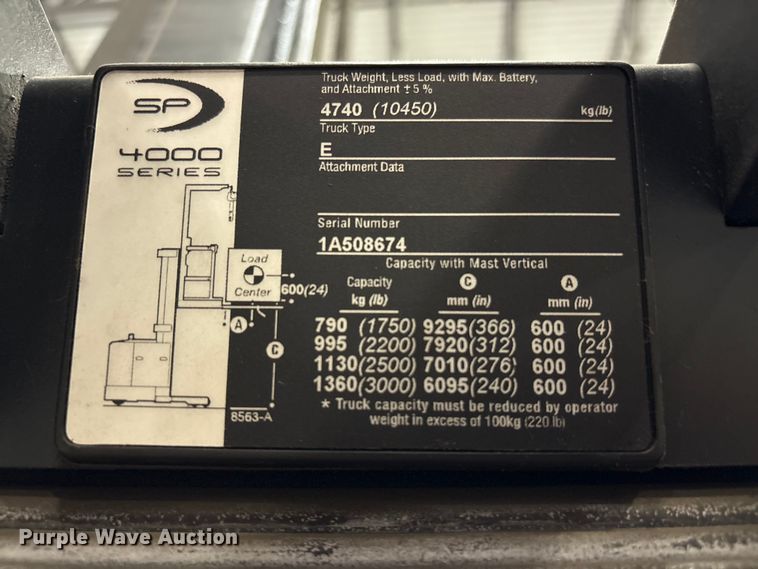 SP
4000
SERIES
Truck Weight, Less Load, with Max. Battery,
and Attachment ± 5 %
4740 (10450) kg(lb)
Truck Type
E
Attachment Data
Serial Number
1A508674
Capacity with Mast Vertical
Load
Center
600(24)
A
C
8563-A
Capacity C A
kg (lb) mm (in) mm (in)
790 (1750) 9295(366) 600 (24)
995 (2200) 7920(312) 600 (24)
1130(2500) 7010(276) 600 (24)
1360(3000) 6095(240) 600 (24)
* Truck capacity must be reduced by operator
weight in excess of 100kg (220 lb)
Purple Wave Auction